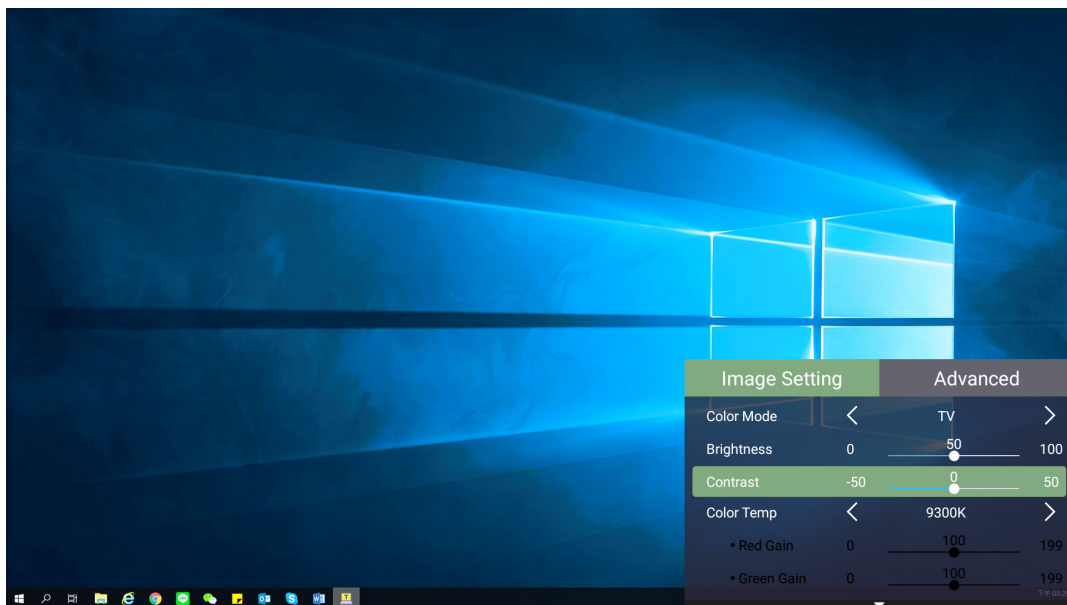 Image Setting Advanced
Color Mode TV
Brightness 0 50 100
Contrast -50 0 50
Color Temp 9300K
• Red Gain 0 100 199
• Green Gain 0 100 199